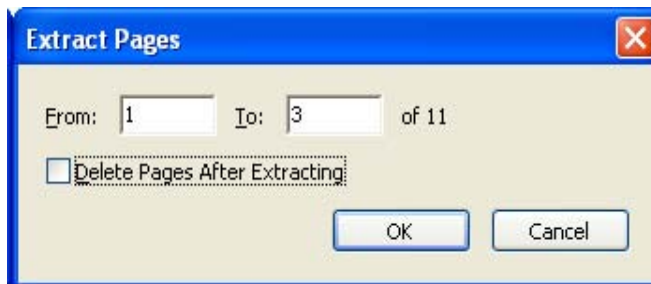 Extract Pages
From: 1 To: 3 of 11
Delete Pages After Extracting
OK Cancel